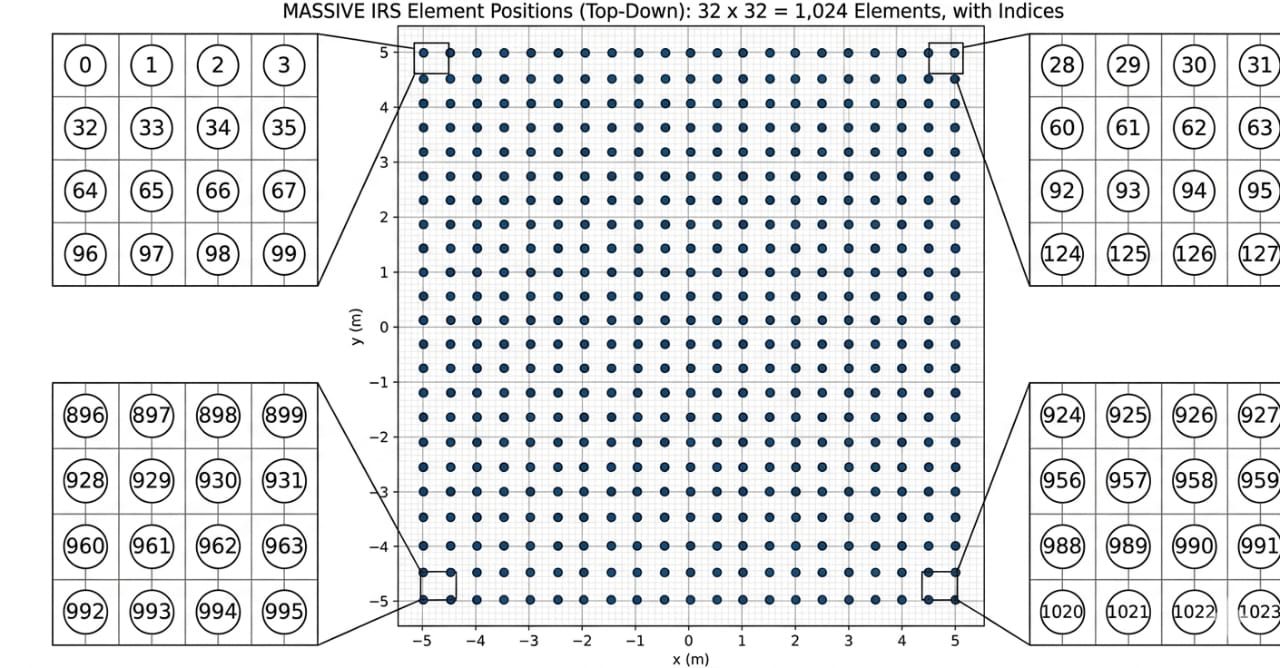 MASSIVE IRS Element Positions (Top-Down): 32 x 32 = 1,024 Elements, with Indices
0 1 2 3
32 33 34 35
64 65 66 67
96 97 98 99
28 29 30 31
60 61 62 63
92 93 94 95
124 125 126 127
5
4
3
2
1
0
−1
−2
−3
−4
−5
y (m)
896 897 898 899
928 929 930 931
960 961 962 963
992 993 994 995
924 925 926 927
956 957 958 959
988 989 990 991
1020 1021 1022 1023
−5 −4 −3 −2 −1 0 1 2 3 4 5
x (m)